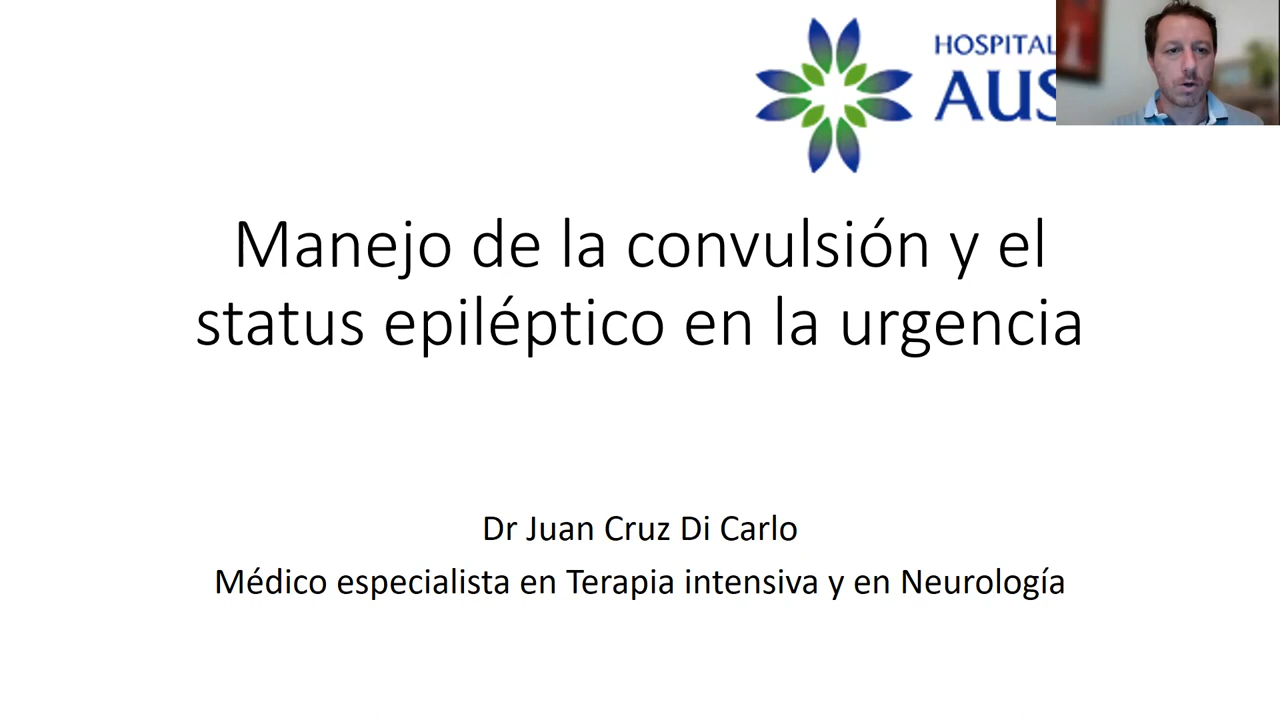 HOSPITAL
AUS
Manejo de la convulsión y el
status epiléptico en la urgencia
Dr Juan Cruz Di Carlo
Médico especialista en Terapia intensiva y en Neurología